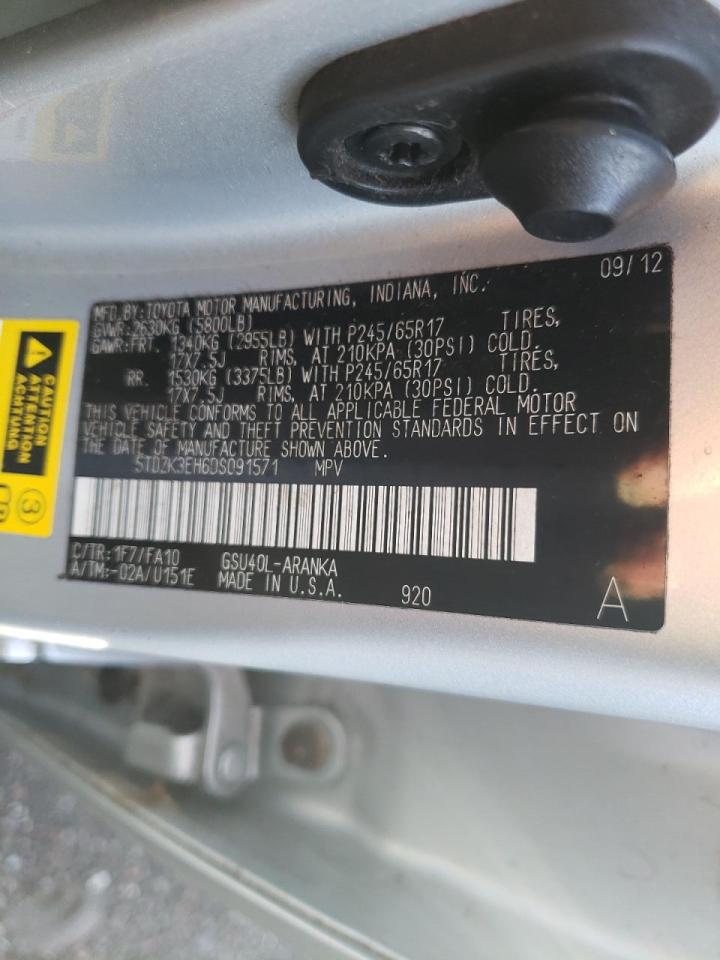 09/12
MFD.BY:TOYOTA MOTOR MANUFACTURING, INDIANA, INC.
GVWR:2630KG (5800LB)
GAWR:FRT. 1340KG (2955LB) WITH P245/65R17 TIRES,
17X7.5J RIMS, AT 210KPA (30PSI) COLD.
RR. 1530KG (3375LB) WITH P245/65R17 TIRES,
17X7.5J RIMS, AT 210KPA (30PSI) COLD.
THIS VEHICLE CONFORMS TO ALL APPLICABLE FEDERAL MOTOR
VEHICLE SAFETY AND THEFT PREVENTION STANDARDS IN EFFECT ON
THE DATE OF MANUFACTURE SHOWN ABOVE.
5TDZK3EH6DS091571 MPV
C/TR:1F7/FA10 GSU40L-ARANKA
A/TM:-02A/U151E MADE IN U.S.A. 920 A
CAUTION
ATTENTION
ACHTUNG
3